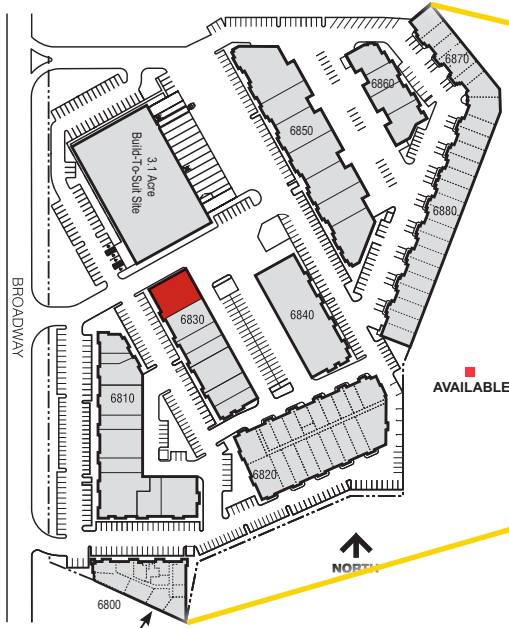 6870
6860
6850
3.1 Acre
Build-To-Suit Site
6880
BROADWAY
6830
6840
AVAILABLE
6810
6820
NORTH
6800